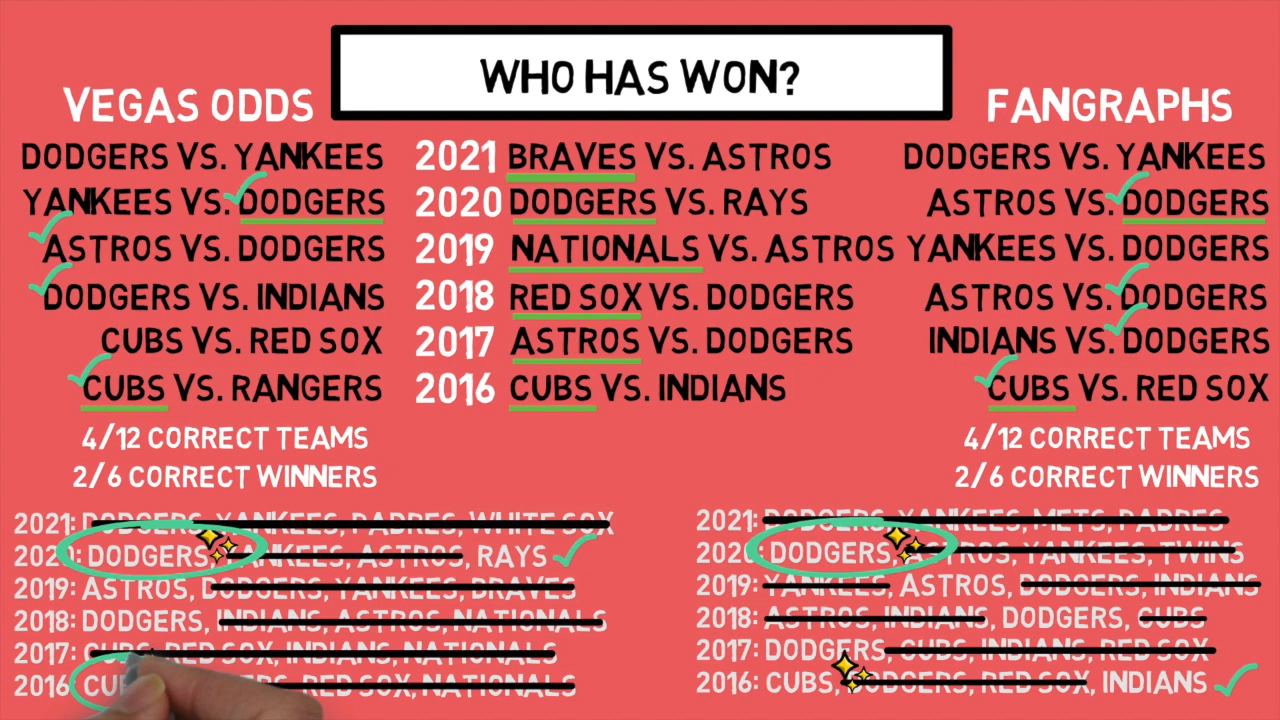 WHO HAS WON?
VEGAS ODDS
DODGERS VS. YANKEES
YANKEES VS. DODGERS
ASTROS VS. DODGERS
DODGERS VS. INDIANS
CUBS VS. RED SOX
CUBS VS. RANGERS
4/12 CORRECT TEAMS
2/6 CORRECT WINNERS
2021 BRAVES VS. ASTROS
2020 DODGERS VS. RAYS
2019 NATIONALS VS. ASTROS
2018 RED SOX VS. DODGERS
2017 ASTROS VS. DODGERS
2016 CUBS VS. INDIANS
FANGRAPHS
DODGERS VS. YANKEES
ASTROS VS. DODGERS
YANKEES VS. DODGERS
ASTROS VS. DODGERS
INDIANS VS. DODGERS
CUBS VS. RED SOX
4/12 CORRECT TEAMS
2/6 CORRECT WINNERS
2021: DODGERS, YANKEES, PADRES, WHITE SOX
2020: DODGERS, YANKEES, ASTROS, RAYS
2019: ASTROS, DODGERS, YANKEES, BRAVES
2018: DODGERS, INDIANS, ASTROS, NATIONALS
2017: CUBS, RED SOX, INDIANS, NATIONALS
2016 RED SOX, NATIONALS
2021: DODGERS, YANKEES, METS, PADRES
2020: DODGERS, ASTROS, YANKEES, TWINS
2019: YANKEES, ASTROS, DODGERS, INDIANS
2018: ASTROS, INDIANS, DODGERS, CUBS
2017: DODGERS, CUBS, INDIANS, RED SOX
2016: CUBS, DODGERS, RED SOX, INDIANS